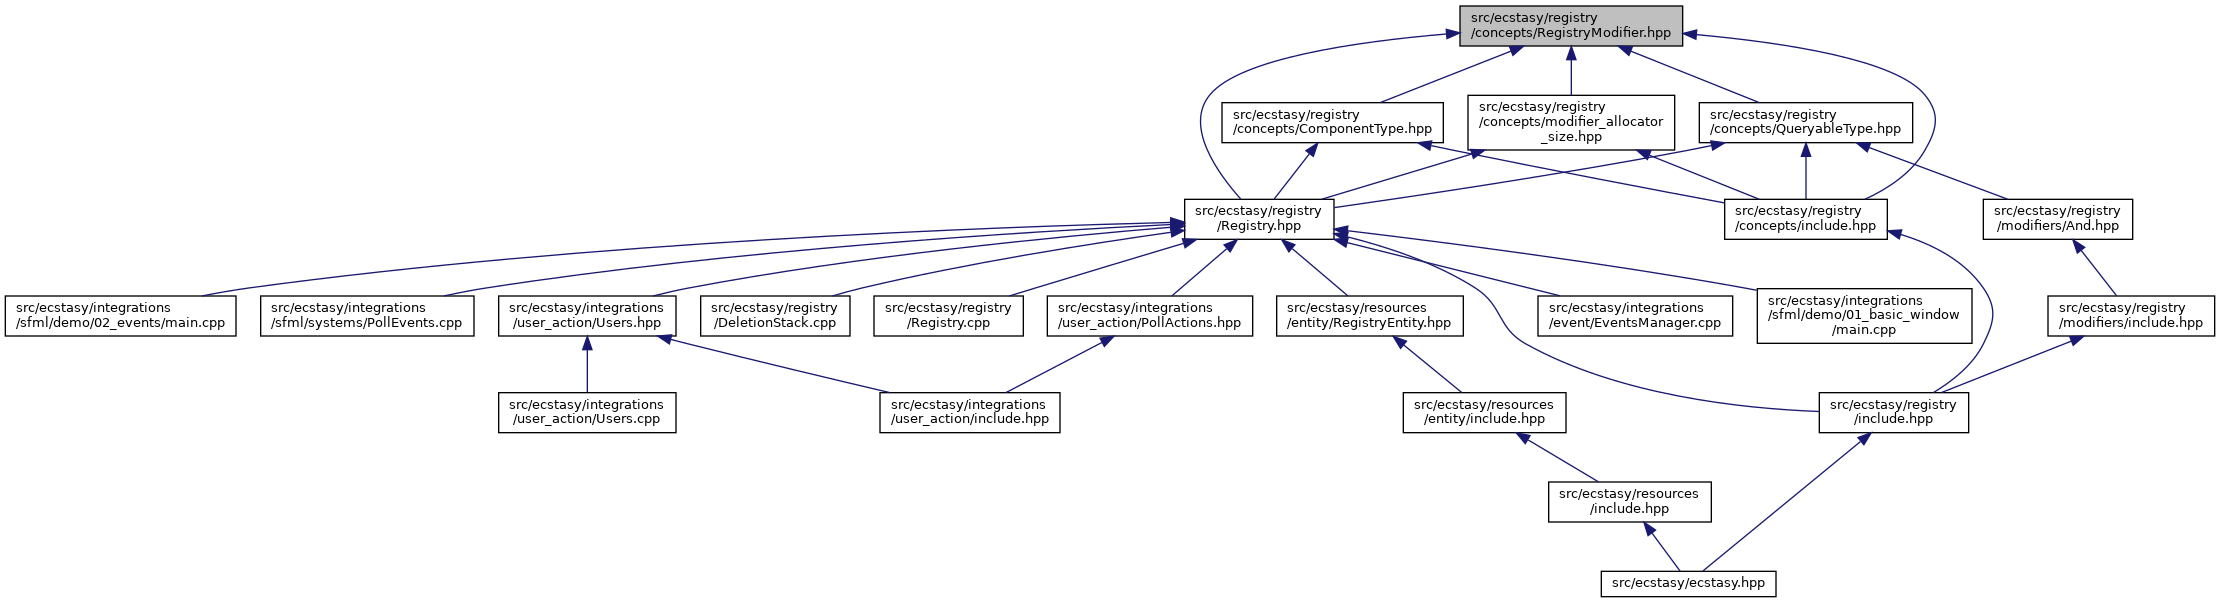 src/ecstasy/registry
/concepts/RegistryModifier.hpp
src/ecstasy/registry
/concepts/ComponentType.hpp
src/ecstasy/registry
/concepts/modifier_allocator
_size.hpp
src/ecstasy/registry
/concepts/QueryableType.hpp
src/ecstasy/registry
/Registry.hpp
src/ecstasy/registry
/concepts/include.hpp
src/ecstasy/registry
/modifiers/And.hpp
src/ecstasy/integrations
/sfml/demo/02_events/main.cpp
src/ecstasy/integrations
/sfml/systems/PollEvents.cpp
src/ecstasy/integrations
/user_action/Users.hpp
src/ecstasy/registry
/DeletionStack.cpp
src/ecstasy/registry
/Registry.cpp
src/ecstasy/integrations
/user_action/PollActions.hpp
src/ecstasy/resources
/entity/RegistryEntity.hpp
src/ecstasy/integrations
/event/EventsManager.cpp
src/ecstasy/integrations
/sfml/demo/01_basic_window
/main.cpp
src/ecstasy/registry
/modifiers/include.hpp
src/ecstasy/integrations
/user_action/Users.cpp
src/ecstasy/integrations
/user_action/include.hpp
src/ecstasy/resources
/entity/include.hpp
src/ecstasy/registry
/include.hpp
src/ecstasy/resources
/include.hpp
src/ecstasy/ecstasy.hpp